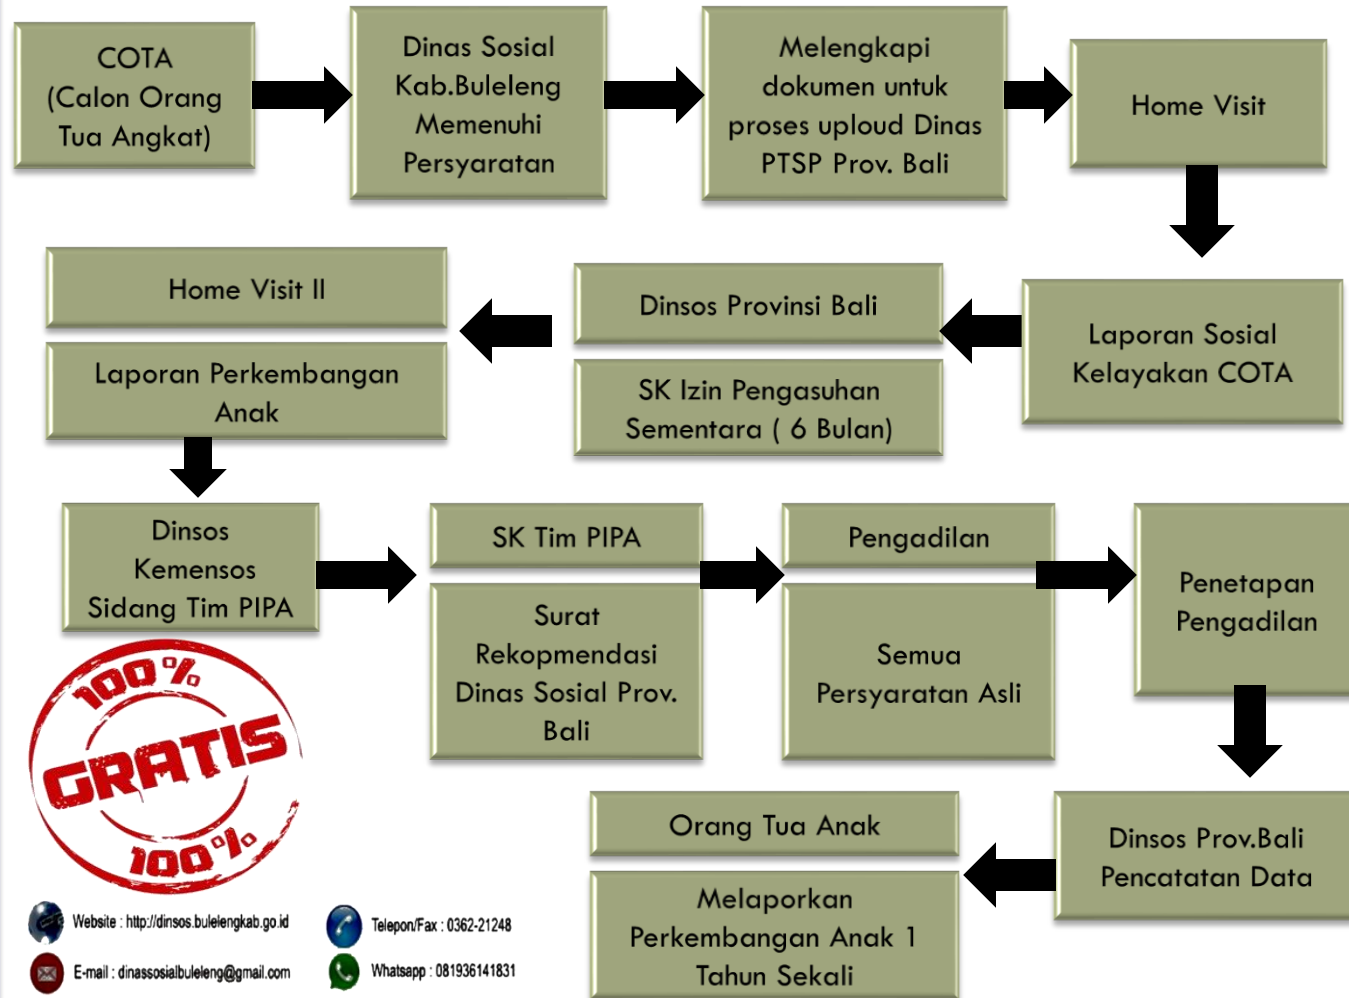 COTA
(Calon Orang
Tua Angkat)
Dinas Sosial
Kab.Buleleng
Memenuhi
Persyaratan
Melengkapi
dokumen untuk
proses uploud Dinas
PTSP Prov. Bali
Home Visit
Laporan Sosial
Kelayakan COTA
Dinsos Provinsi Bali
SK Izin Pengasuhan
Sementara ( 6 Bulan)
Home Visit II
Laporan Perkembangan
Anak
Dinsos
Kemensos
Sidang Tim PIPA
SK Tim PIPA
Surat
Rekopmendasi
Dinas Sosial Prov.
Bali
Pengadilan
Semua
Persyaratan Asli
Penetapan
Pengadilan
Dinsos Prov.Bali
Pencatatan Data
Orang Tua Anak
Melaporkan
Perkembangan Anak 1
Tahun Sekali
100%
GRATIS
100%
Website : http://dinsos.bulelengkab.go.id
Telepon/Fax : 0362-21248
E-mail : dinassosialbuleleng@gmail.com
Whatsapp : 081936141831